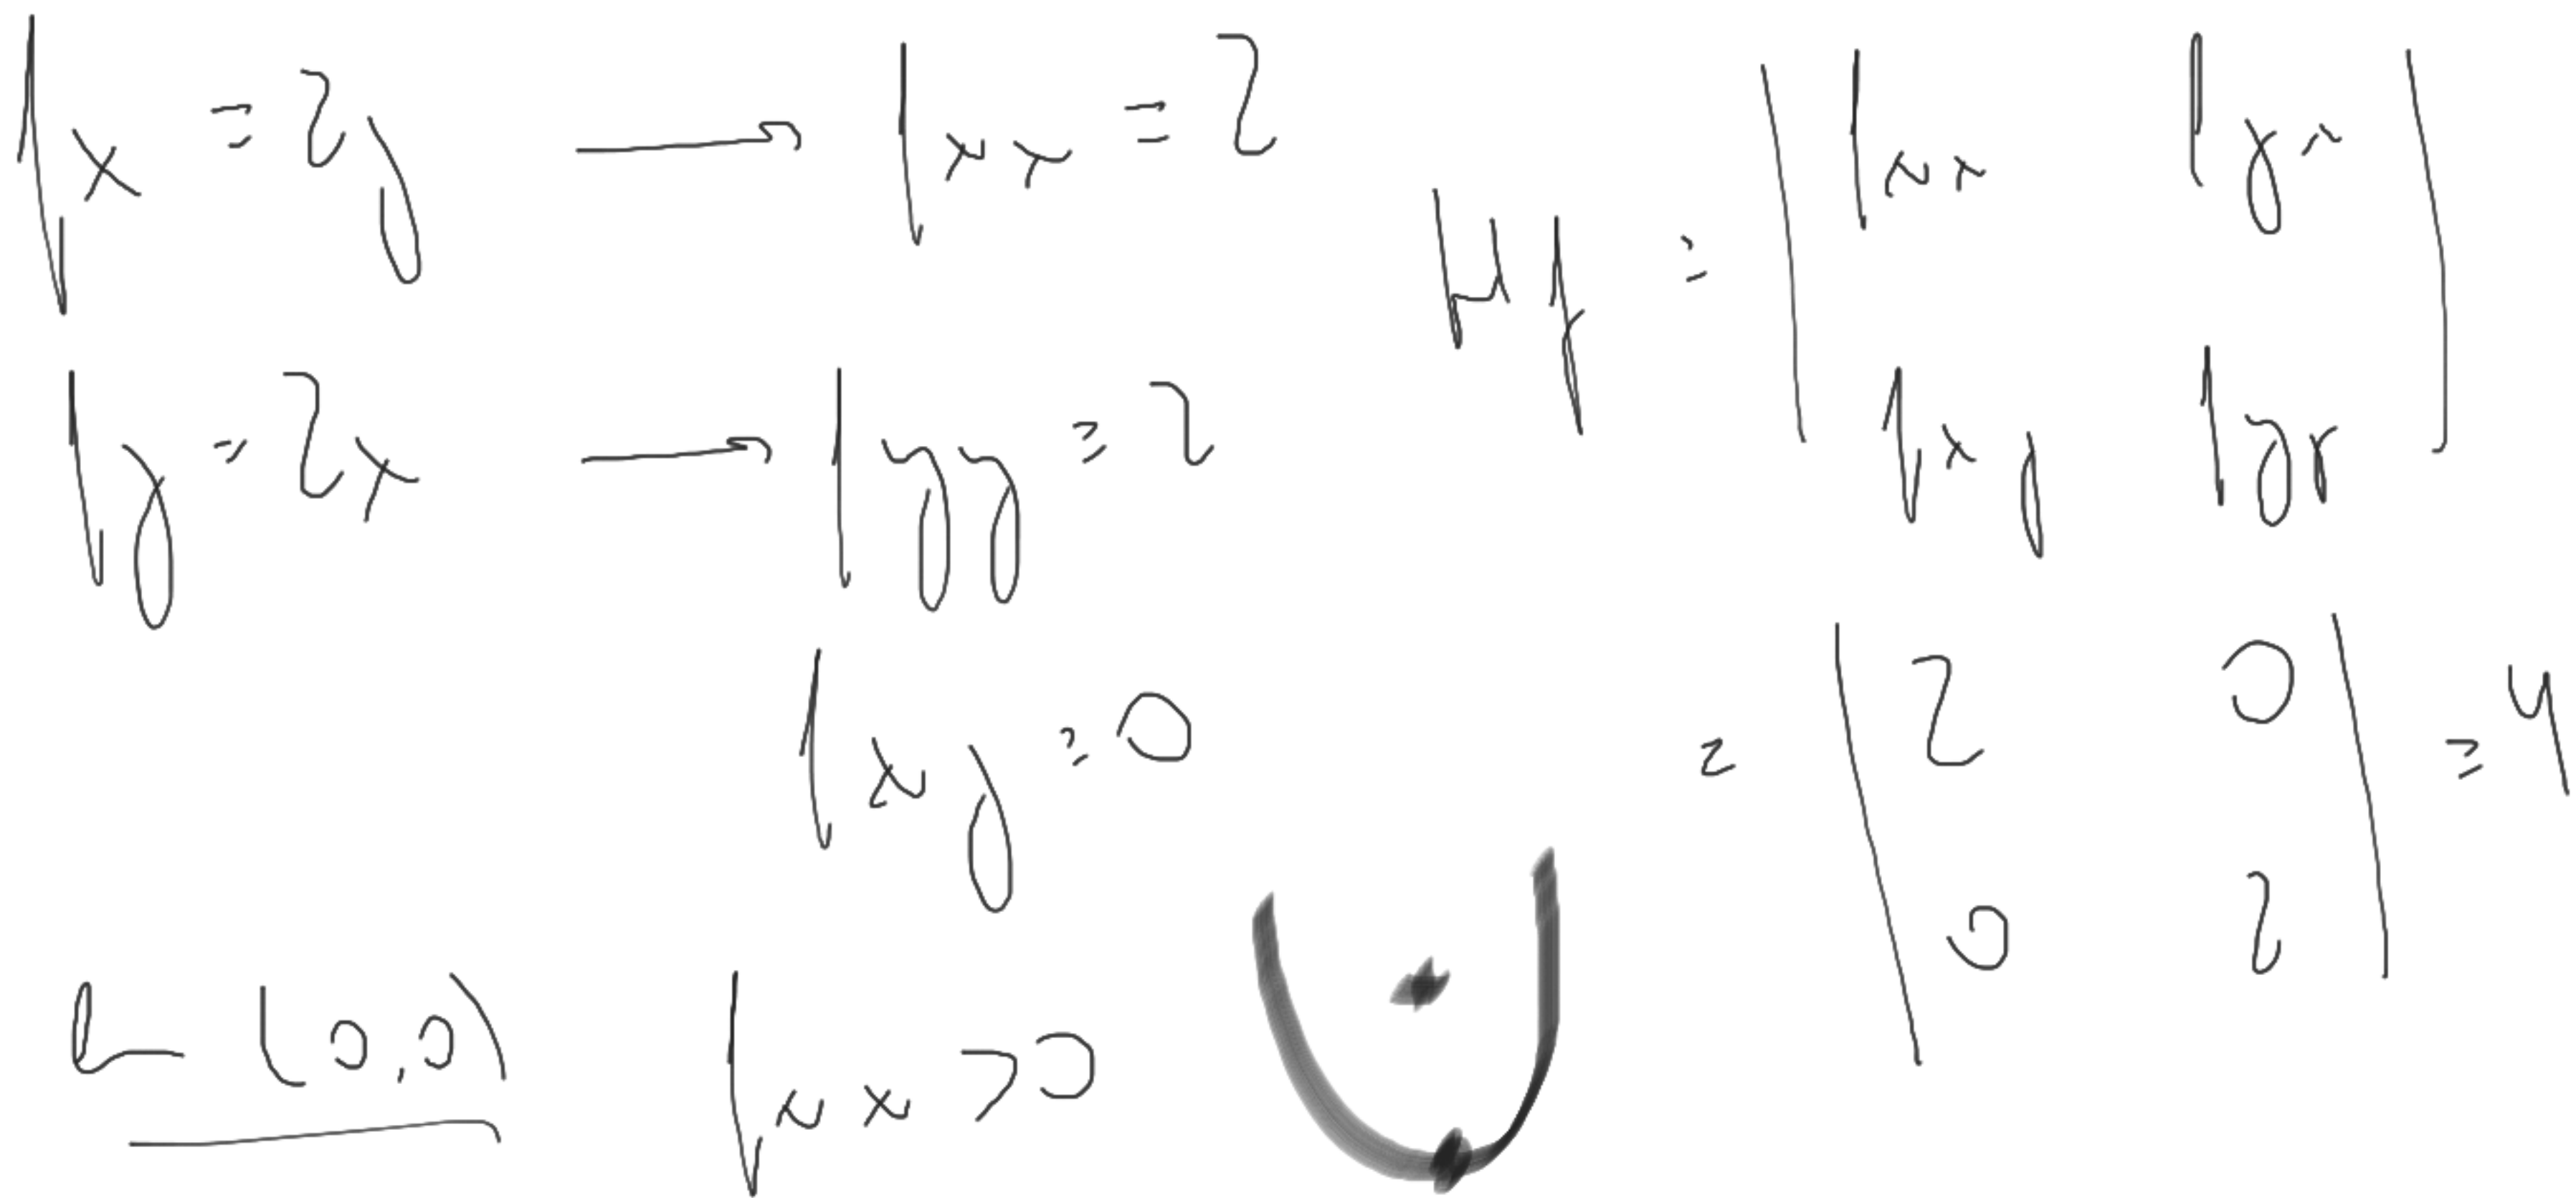 fx = 2y → fxx = 2
fy = 2x → fyy = 2
fxy = 0
Hf = | fxx fyx |
| fxy fyy |
= | 2 0 | = 4
| 0 2 |
(0,0) fxx > 0